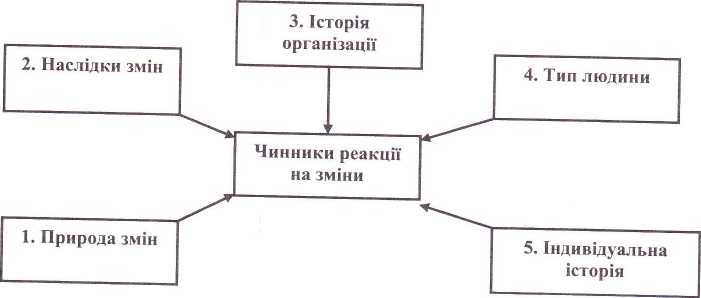 3. Історія
організації
2. Наслідки змін
4. Тип людини
Чинники реакції
на зміни
1. Природа змін
5. Індивідуальна
історія